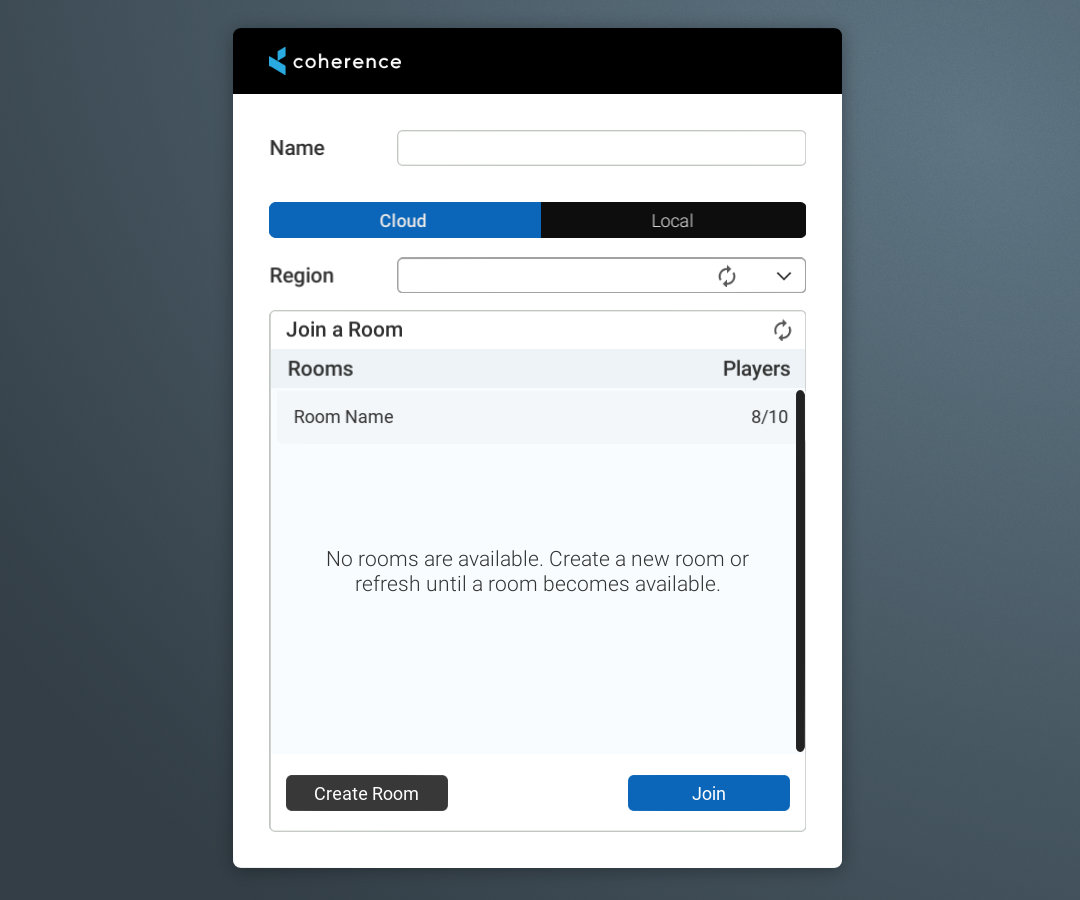 coherence
Name
Cloud
Local
Region
Join a Room
Rooms
Players
Room Name
8/10
No rooms are available. Create a new room or
refresh until a room becomes available.
Create Room
Join